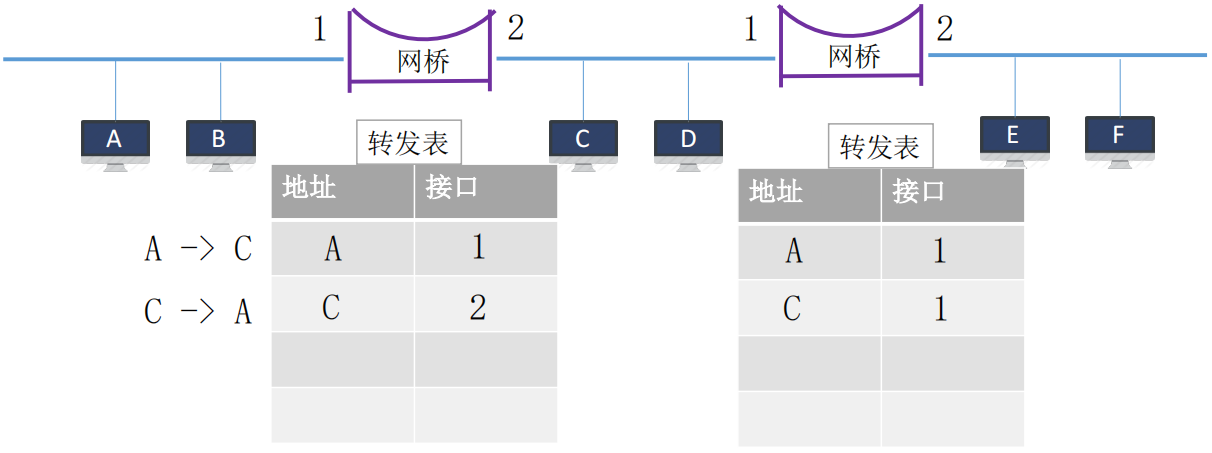 1 网桥 2 1 网桥 2
A B C D E F
转发表 转发表
地址 接口 地址 接口
A -> C A 1 A 1
C -> A C 2 C 1